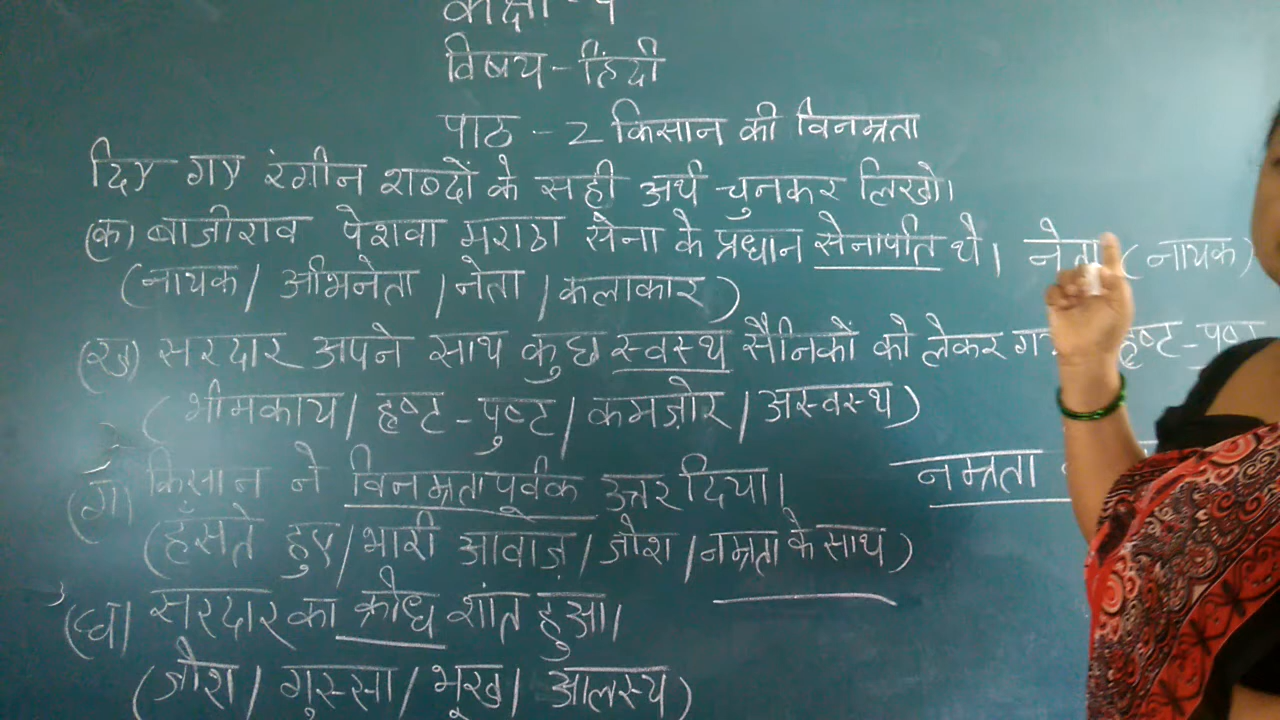 विषय - हिंदी
पाठ - 2 किसान की विनम्रता
दिए गए रंगीन शब्दों के सही अर्थ चुनकर लिखो।
(क) बाजीराव पेशवा मराठा सेना के प्रधान सेनापति थे। नेता (नायक)
(नायक / अभिनेता / नेता / कलाकार)
(ख) सरदार अपने साथ कुछ स्वस्थ सैनिकों को लेकर हृष्ट-पुष्ट
(भीमकाय / हृष्ट-पुष्ट / कमज़ोर / अस्वस्थ)
(ग) किसान ने विनम्रतापूर्वक उत्तर दिया। नम्रता
(हँसते हुए / भारी आवाज़ / जोश / नम्रता के साथ)
(घ) सरदार का क्रोध शांत हुआ।
(जोश / गुस्सा / भूख / आलस्य)